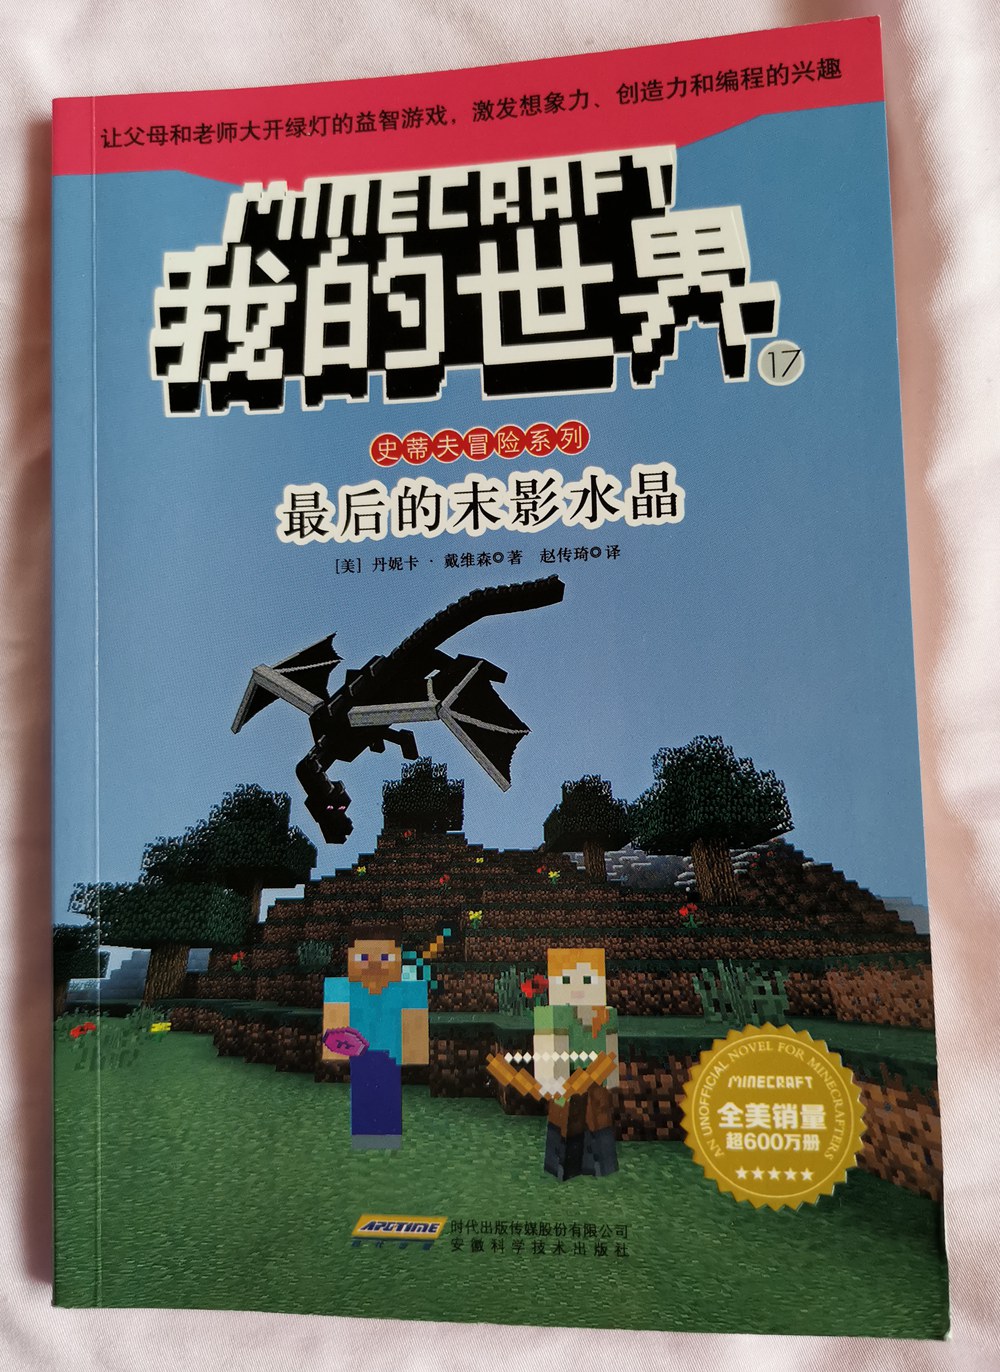 让父母和老师大开绿灯的益智游戏，激发想象力、创造力和编程的兴趣
MINECRAFT
我的世界
17
史蒂夫冒险系列
最后的末影水晶
［美］丹妮卡·戴维森◎著 赵传琦◎译
AN UNOFFICIAL NOVEL FOR MINECRAFTERS
MINECRAFT
全美销量
超600万册
ARCTIME 时代出版传媒股份有限公司
时代出版 安徽科学技术出版社